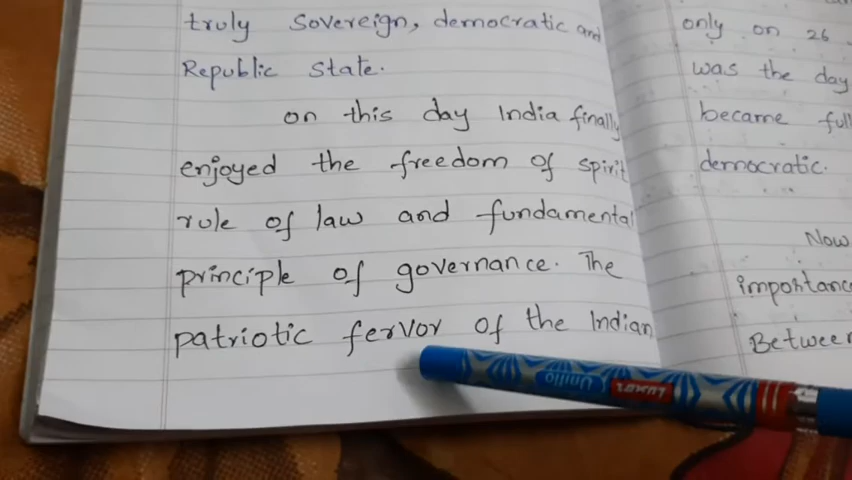 truly sovereign, democratic and
Republic state.
on this day India finally
enjoyed the freedom of spirit
rule of law and fundamental
principle of governance. The
patriotic fervor of the Indian
only on 26
was the day
became
democratic.
Now
importance
Between
Unino
LUXOR